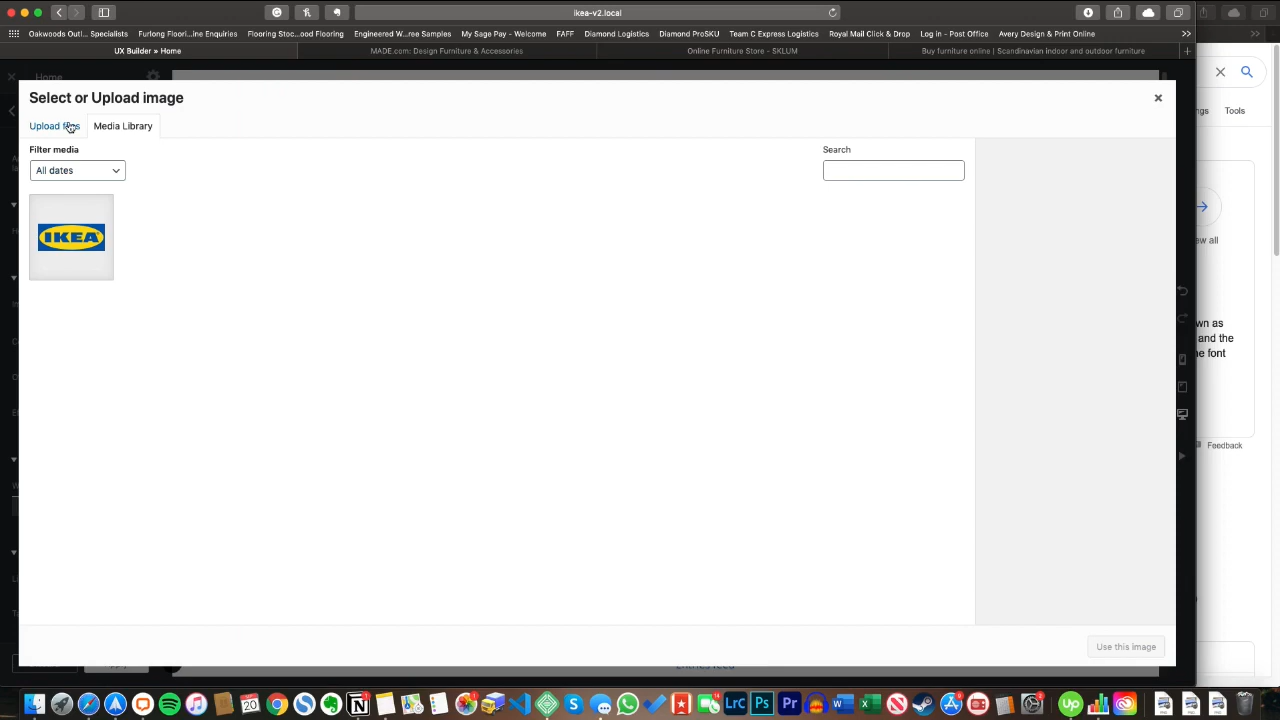 ikea-v2.local
Oakwoods Outl... Specialists
Furlong Floori...ine Enquiries
Flooring Stoc...ood Flooring
Engineered W...ree Samples
My Sage Pay - Welcome
FAFF
Diamond Logistics
Diamond ProSKU
Team C Express Logistics
Royal Mail Click & Drop
Log in - Post Office
Avery Design & Print Online
UX Builder » Home
MADE.com: Design Furniture & Accessories
Online Furniture Store - SKLUM
Buy furniture online | Scandinavian indoor and outdoor furniture
Home
Select or Upload image
Upload files
Media Library
Tools
Filter media
Search
All dates
IKEA
wn as
and the
e font
Feedback
Use this image